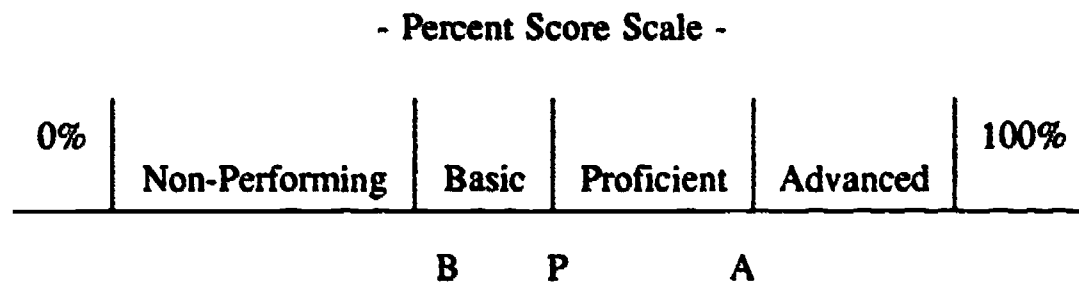 - Percent Score Scale -
0% 100%
Non-Performing Basic Proficient Advanced
B P A